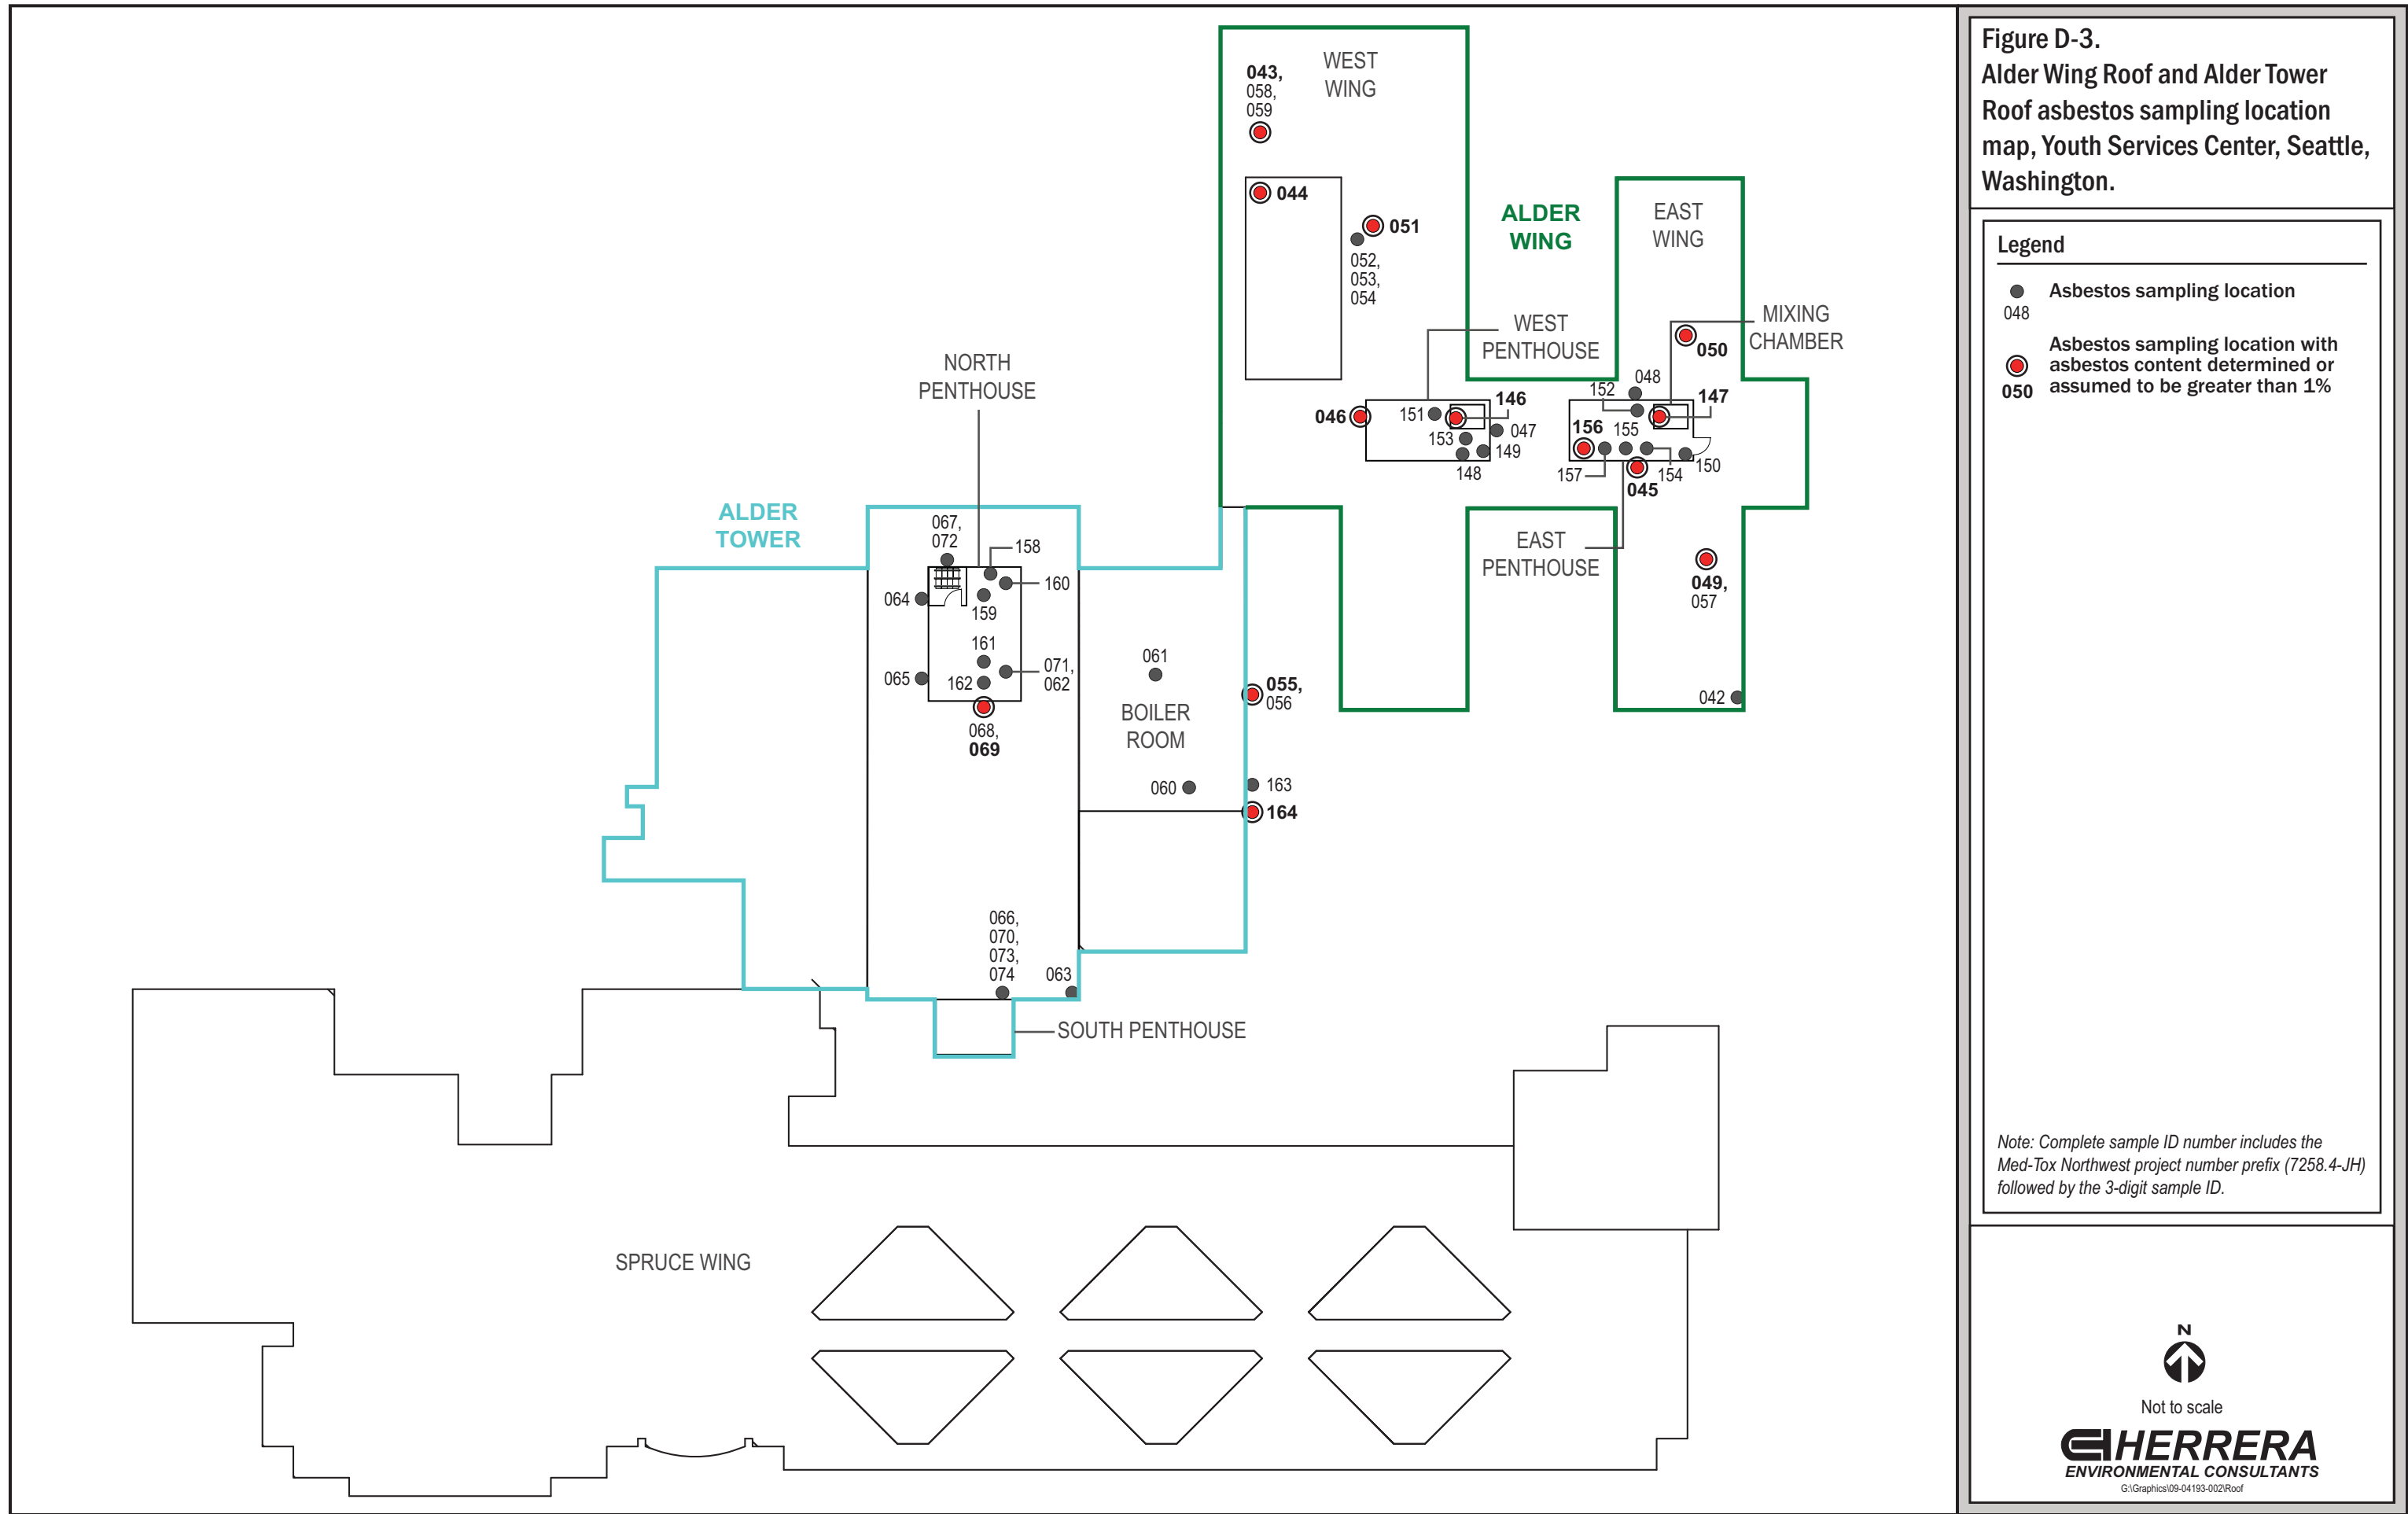 WEST
WING
043,
058,
059
044
051
052,
053,
054
ALDER
WING
EAST
WING
MIXING
CHAMBER
050
WEST
PENTHOUSE
NORTH
PENTHOUSE
046
151
146
153
047
149
148
152
048
147
156
155
157
154
150
045
EAST
PENTHOUSE
049,
057
042
ALDER
TOWER
067,
072
158
160
064
159
161
071,
062
065
162
068,
069
061
BOILER
ROOM
055,
056
060
163
164
066,
070,
073,
074
063
SOUTH PENTHOUSE
SPRUCE WING
Figure D-3.
Alder Wing Roof and Alder Tower
Roof asbestos sampling location
map, Youth Services Center, Seattle,
Washington.
Legend
Asbestos sampling location
048
Asbestos sampling location with
asbestos content determined or
assumed to be greater than 1%
050
Note: Complete sample ID number includes the
Med-Tox Northwest project number prefix (7258.4-JH)
followed by the 3-digit sample ID.
N
Not to scale
HERRERA
ENVIRONMENTAL CONSULTANTS
G:\Graphics\09-04193-002\Roof